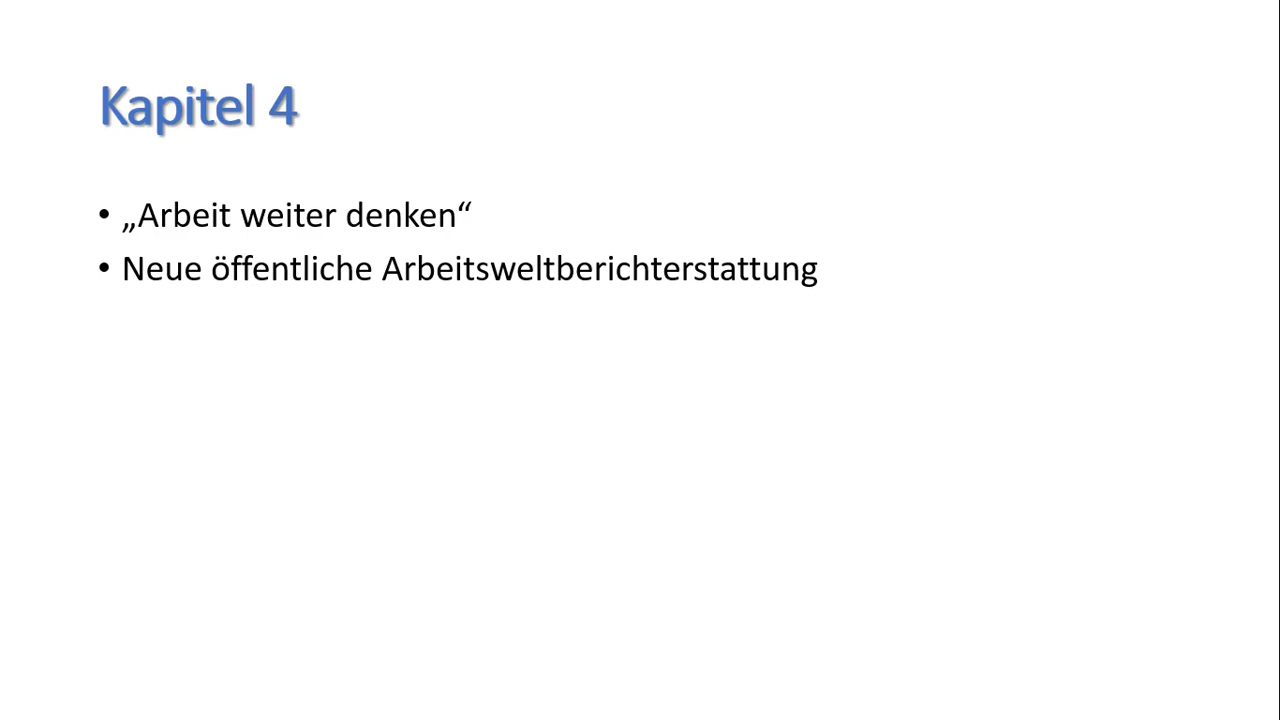 Kapitel 4
• „Arbeit weiter denken“
• Neue öffentliche Arbeitsweltberichterstattung